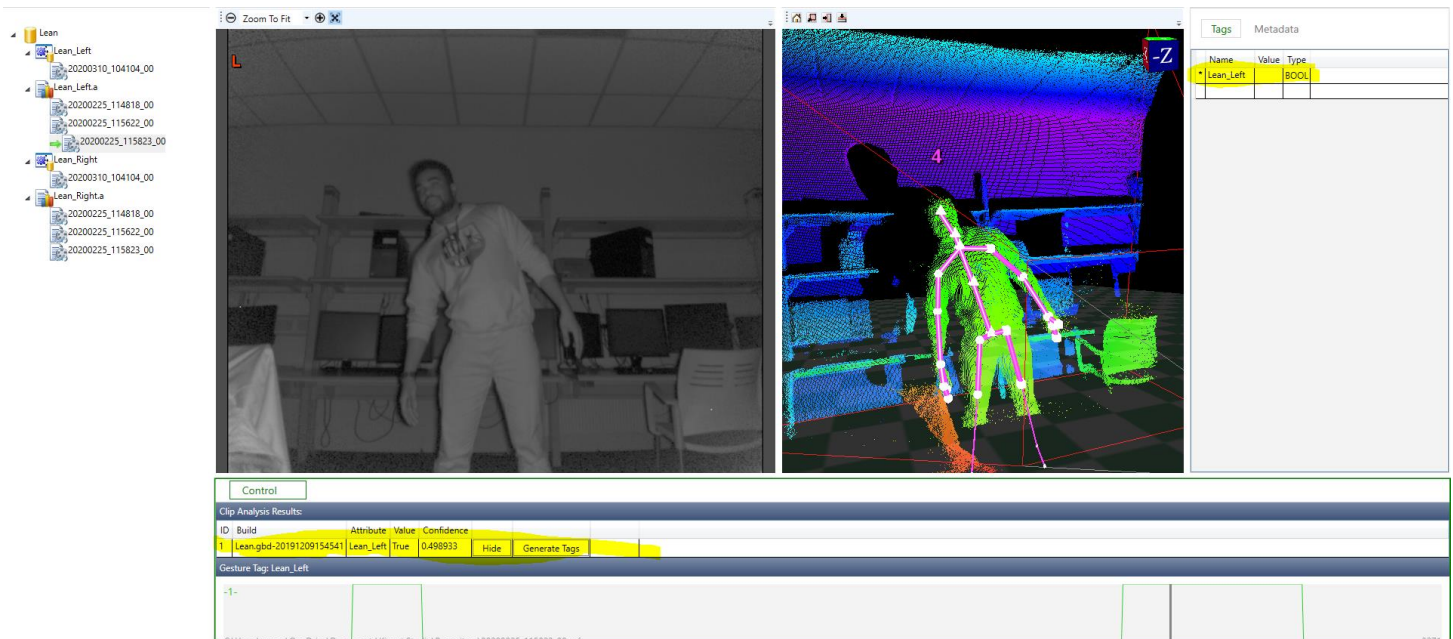 Lean
Lean_Left
20200310_104104_00
Lean_Left.a
20200225_114818_00
20200225_115622_00
20200225_115823_00
Lean_Right
20200310_104104_00
Lean_Right.a
20200225_114818_00
20200225_115622_00
20200225_115823_00
Zoom To Fit
L
-Z
4
Tags Metadata
Name Value Type
* Lean_Left BOOL
Control
Clip Analysis Results:
ID Build Attribute Value Confidence
1 Lean.gbd-20191209154541 Lean_Left True 0.498933 Hide Generate Tags
Gesture Tag: Lean_Left
-1-